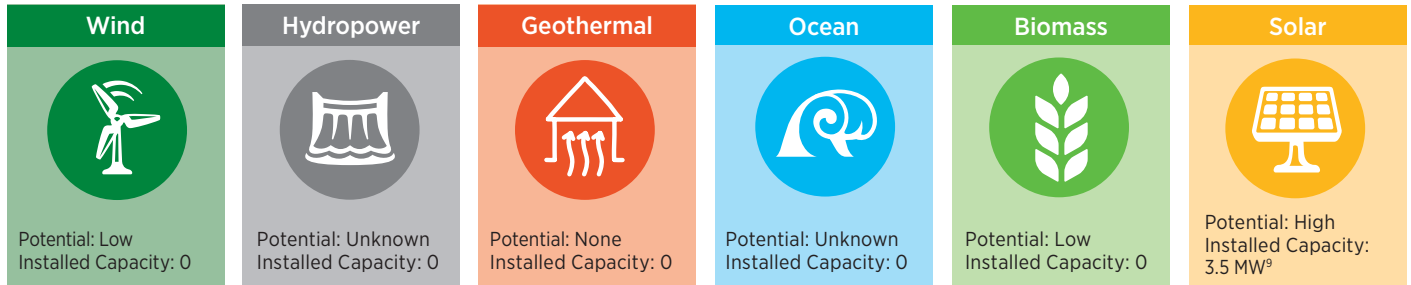 Wind
Potential: Low
Installed Capacity: 0
Hydropower
Potential: Unknown
Installed Capacity: 0
Geothermal
Potential: None
Installed Capacity: 0
Ocean
Potential: Unknown
Installed Capacity: 0
Biomass
Potential: Low
Installed Capacity: 0
Solar
Potential: High
Installed Capacity:
3.5 MW⁹